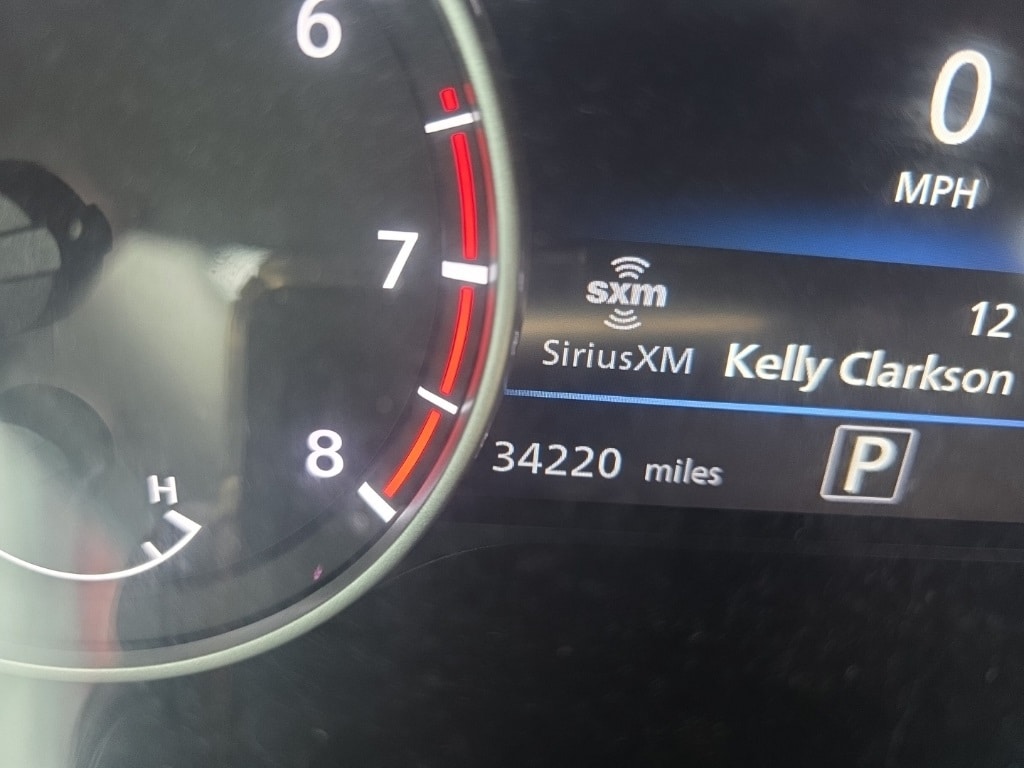 6
7
8
H
0
MPH
sxm
12
SiriusXM Kelly Clarkson
34220 miles P